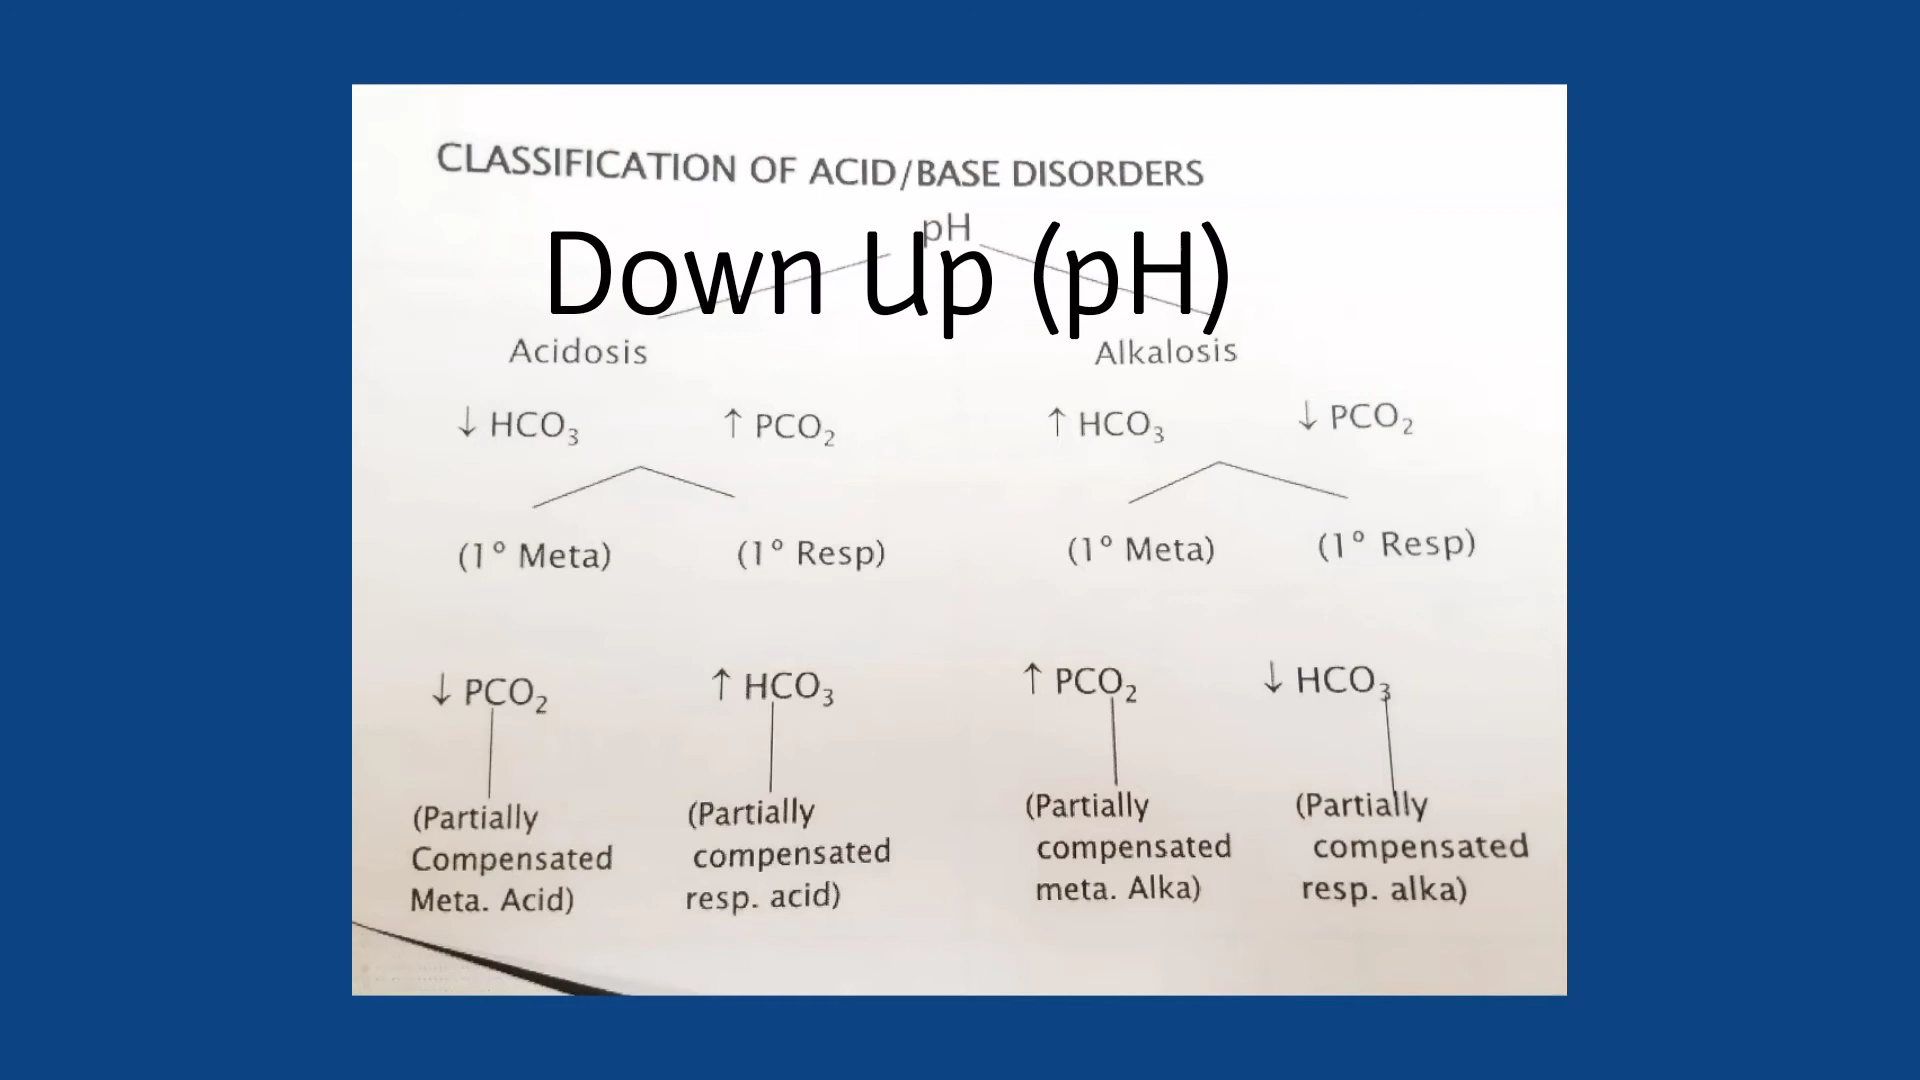 CLASSIFICATION OF ACID/BASE DISORDERS
pH
Down Up (pH)
Acidosis Alkalosis
↓ HCO₃ ↑ PCO₂ ↑ HCO₃ ↓ PCO₂
(1° Meta) (1° Resp) (1° Meta) (1° Resp)
↓ PCO₂ ↑ HCO₃ ↑ PCO₂ ↓ HCO₃
(Partially
Compensated
Meta. Acid)
(Partially
compensated
resp. acid)
(Partially
compensated
meta. Alka)
(Partially
compensated
resp. alka)